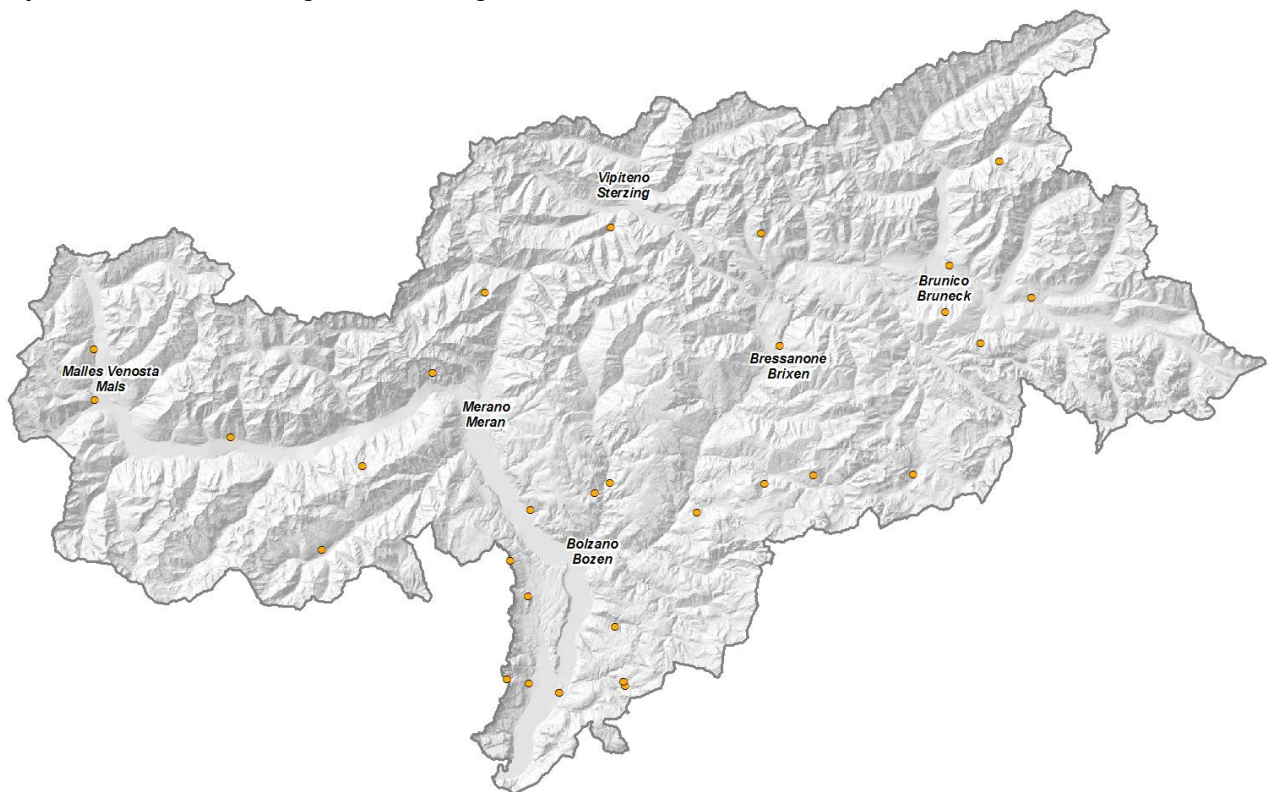 Vipiteno
Sterzing
Brunico
Bruneck
Bressanone
Brixen
Malles Venosta
Mals
Merano
Meran
Bolzano
Bozen